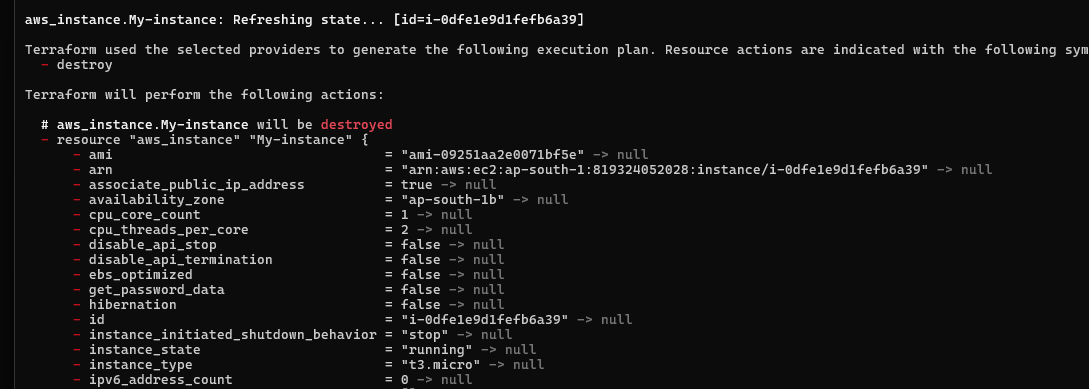 aws_instance.My-instance: Refreshing state... [id=i-0dfe1e9d1fefb6a39]
Terraform used the selected providers to generate the following execution plan. Resource actions are indicated with the following sym
- destroy
Terraform will perform the following actions:
# aws_instance.My-instance will be destroyed
- resource "aws_instance" "My-instance" {
- ami = "ami-09251aa2e0071bf5e" -> null
- arn = "arn:aws:ec2:ap-south-1:819324052028:instance/i-0dfe1e9d1fefb6a39" -> null
- associate_public_ip_address = true -> null
- availability_zone = "ap-south-1b" -> null
- cpu_core_count = 1 -> null
- cpu_threads_per_core = 2 -> null
- disable_api_stop = false -> null
- disable_api_termination = false -> null
- ebs_optimized = false -> null
- get_password_data = false -> null
- hibernation = false -> null
- id = "i-0dfe1e9d1fefb6a39" -> null
- instance_initiated_shutdown_behavior = "stop" -> null
- instance_state = "running" -> null
- instance_type = "t3.micro" -> null
- ipv6_address_count = 0 -> null